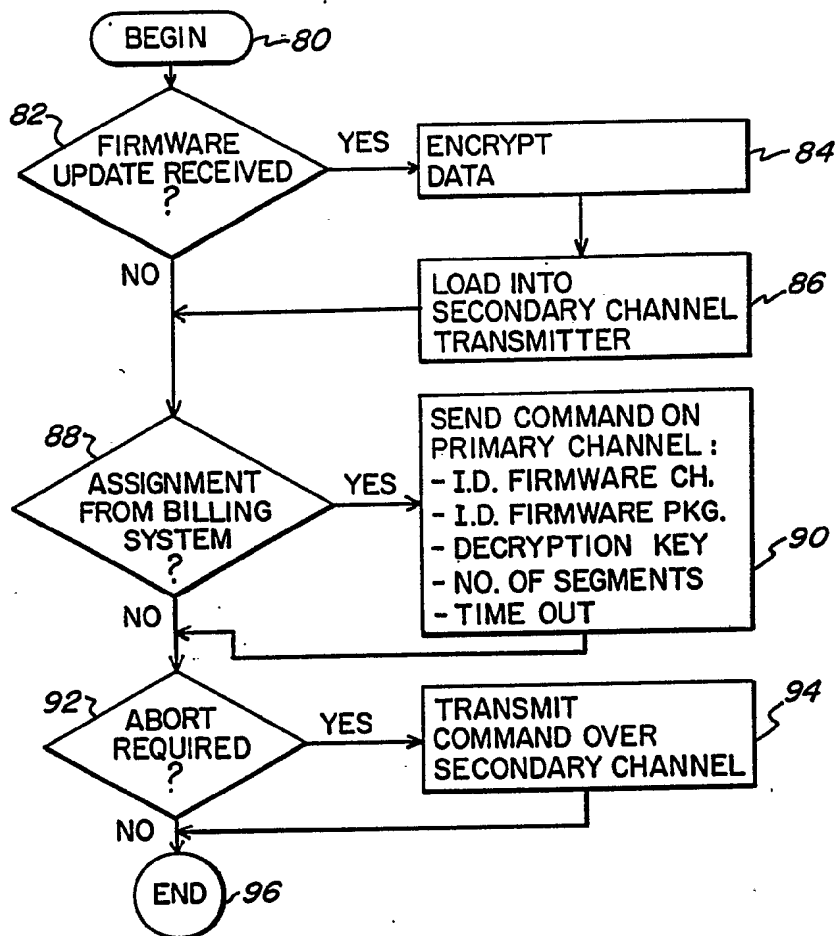 BEGIN
80
82
FIRMWARE
UPDATE RECEIVED
?
YES
ENCRYPT
DATA
84
NO
LOAD INTO
SECONDARY CHANNEL
TRANSMITTER
86
88
ASSIGNMENT
FROM BILLING
SYSTEM
?
YES
SEND COMMAND ON
PRIMARY CHANNEL :
- I.D. FIRMWARE CH.
- I.D. FIRMWARE PKG.
- DECRYPTION KEY
- NO. OF SEGMENTS
- TIME OUT
90
NO
92
ABORT
REQUIRED
?
YES
TRANSMIT
COMMAND OVER
SECONDARY CHANNEL
94
NO
END
96